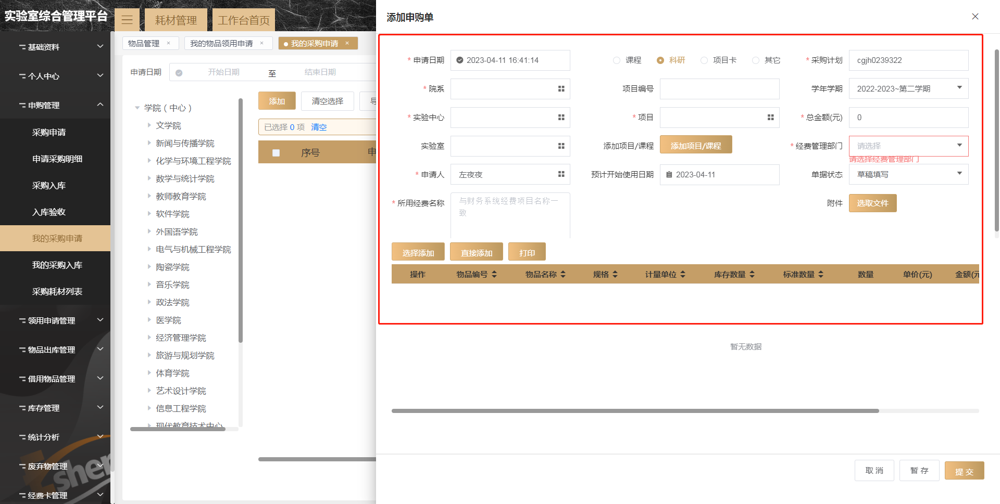 实验室综合管理平台
耗材管理
工作台首页
基础资料
个人中心
申购管理
采购申请
申请采购明细
采购入库
入库验收
我的采购申请
我的采购入库
采购耗材列表
领用申请管理
物品出库管理
借用物品管理
库存管理
统计分析
废弃物管理
经费卡管理
物品管理 ×
我的物品领用申请 ×
我的采购申请 ×
申请日期 开始日期 至 结束日期
学院（中心）
文学院
新闻与传播学院
化学与环境工程学院
数学与统计学院
教师教育学院
软件学院
外国语学院
电气与机械工程学院
陶瓷学院
音乐学院
政法学院
医学院
经济管理学院
旅游与规划学院
体育学院
艺术设计学院
信息工程学院
现代教育技术中心
添加 清空选择
已选择 0 项 清空
序号
添加申购单
* 申请日期 2023-04-11 16:41:14 课程 科研 项目卡 其它 * 采购计划 cgjh0239322
* 院系 项目编号 学年学期 2022-2023~第二学期
* 实验中心 * 项目 * 总金额(元) 0
实验室 添加项目/课程 添加项目/课程 * 经费管理部门 请选择
请选择经费管理部门
* 申请人 左夜夜 预计开始使用日期 2023-04-11 单据状态 草稿填写
* 所用经费名称 与财务系统经费项目名称一
致
附件 选取文件
选择添加 直接添加 打印
操作 物品编号 物品名称 规格 计量单位 库存数量 标准数量 数量 单价(元) 金额(元
暂无数据
取 消 暂 存 提 交